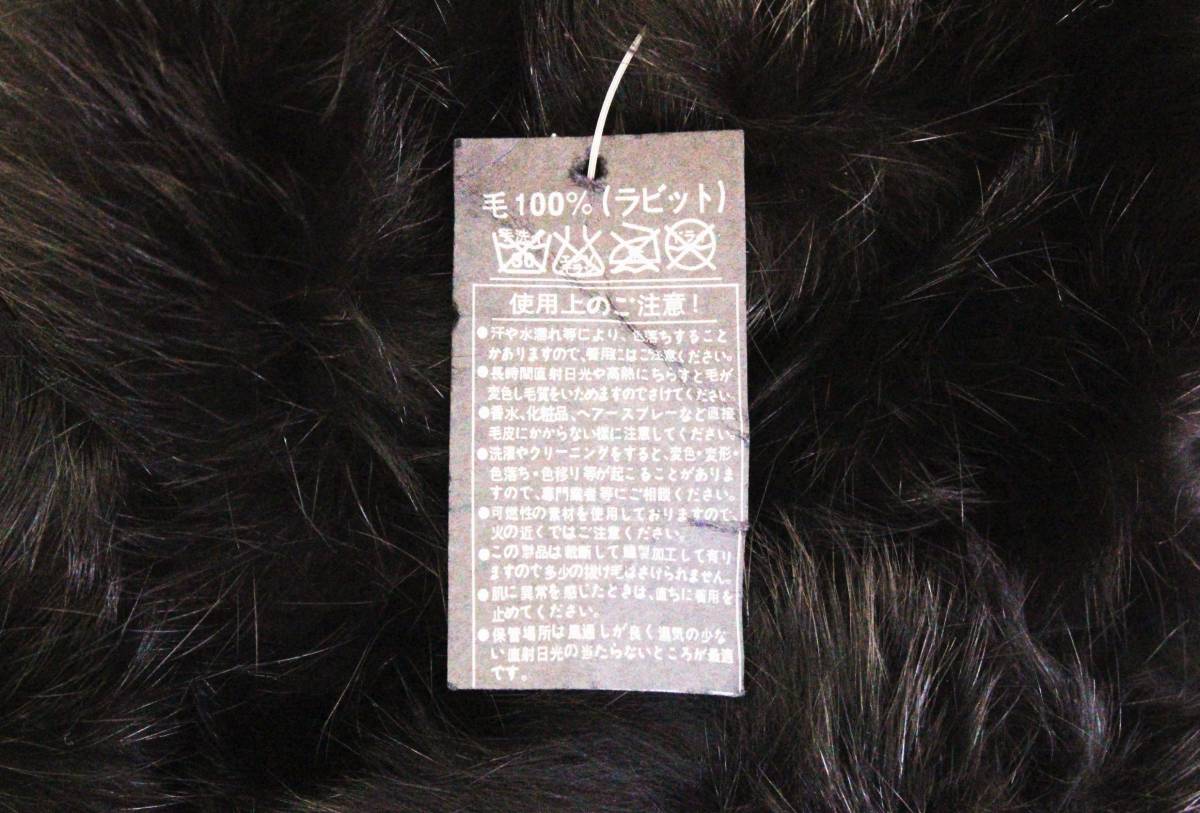 毛100%(ラビット)
手洗イ 30 エンソサラシ ドライ
使用上のご注意!
●汗や水濡れ等により、色落ちすること
がありますので、着用にはご注意ください。
●長時間直射日光や高熱にちらすと毛が
変色し毛質をいためますのでさけてください。
●香水、化粧品、ヘアースプレーなど直接
毛皮にかからない様に注意してください。
●洗濯やクリーニングをすると、変色・変形・
色落ち・色移り等が起こることがありま
すので、専門業者等にご相談ください。
●可燃性の素材を使用しておりますので、
火の近くではご注意ください。
●この製品は裁断して縫製加工して有り
ますので多少の抜け毛はさけられません。
●肌に異常を感じたときは、直ちに着用を
止めてください。
●保管場所は風通しが良く湿気の少な
い直射日光の当たらないところが最適
です。